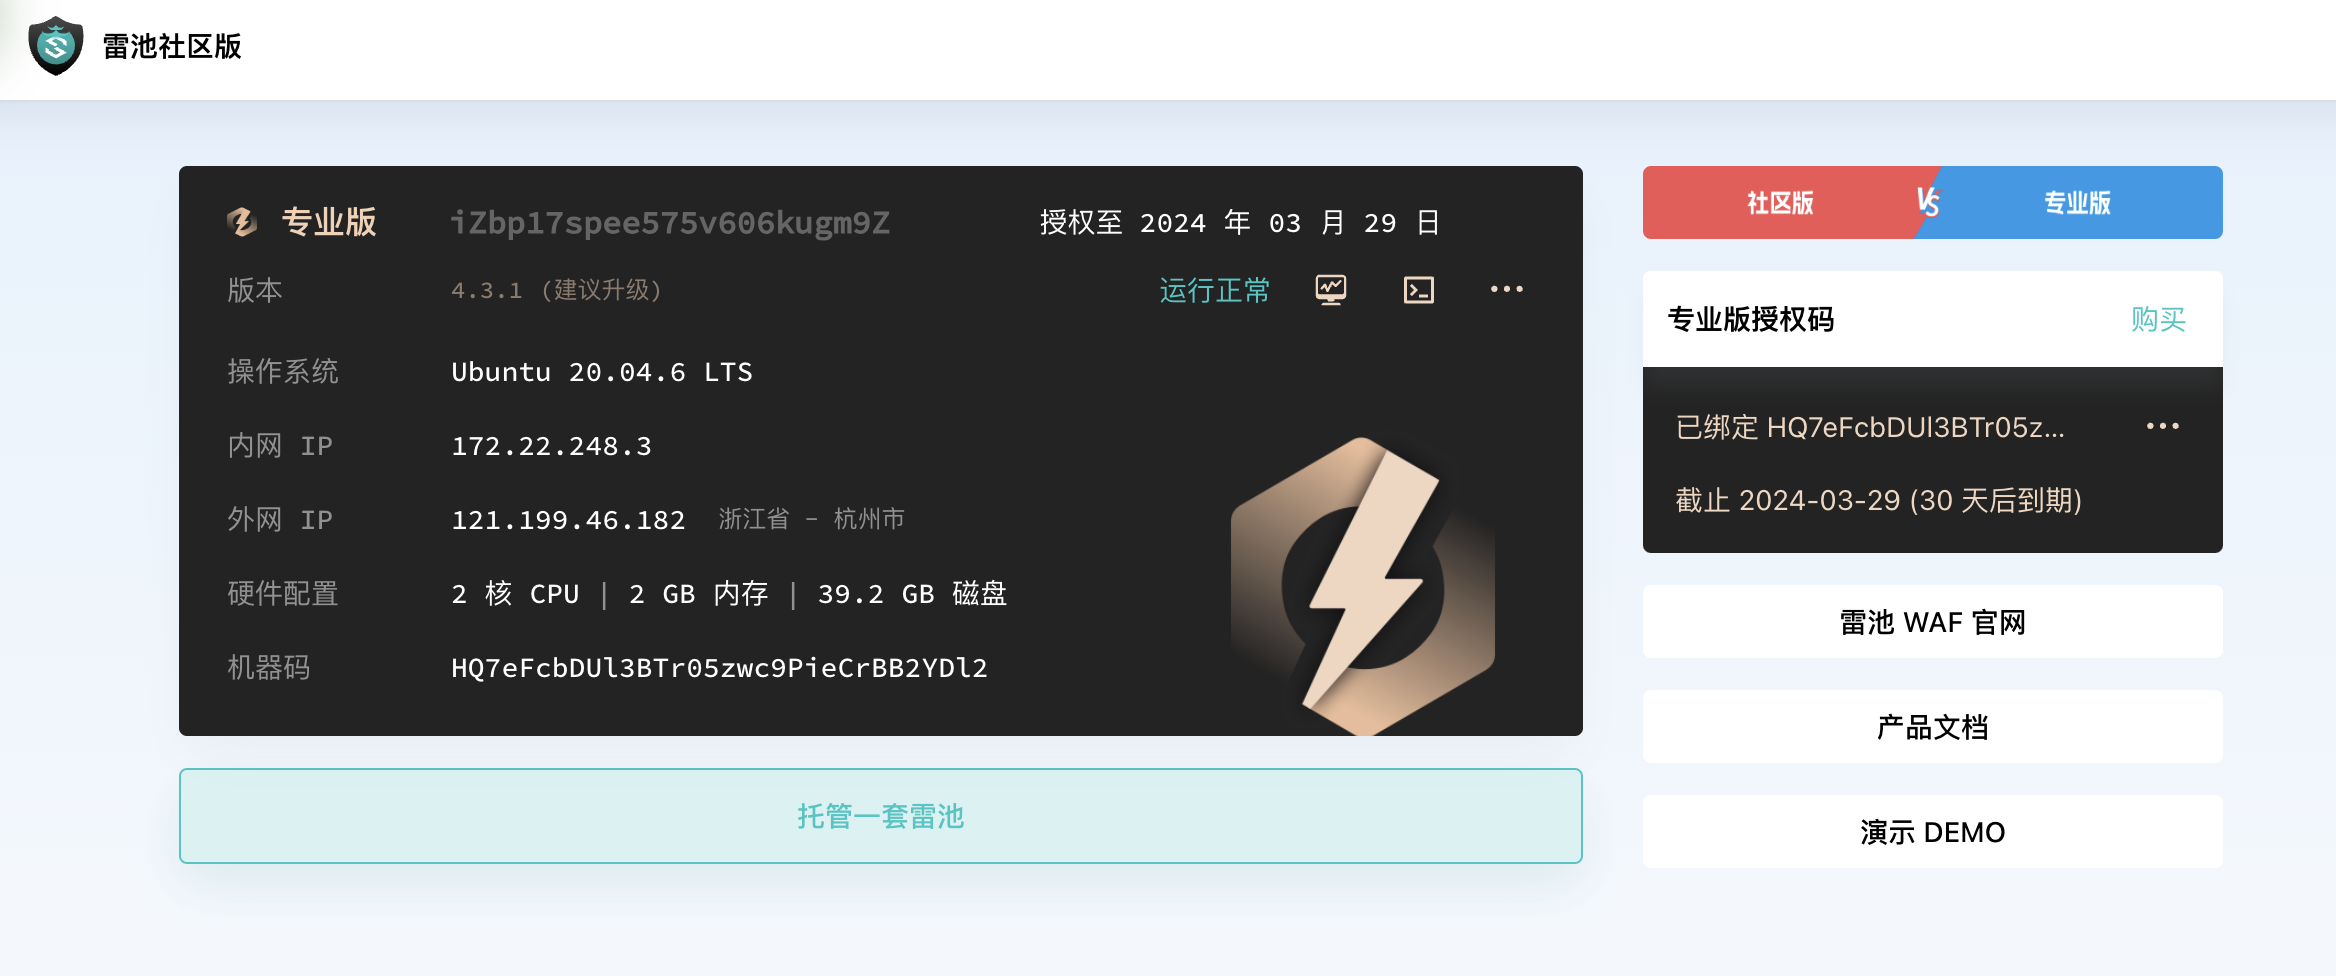 雷池社区版
专业版 iZbp17spee575v606kugm9Z 授权至 2024 年 03 月 29 日
版本 4.3.1 (建议升级) 运行正常
操作系统 Ubuntu 20.04.6 LTS
内网 IP 172.22.248.3
外网 IP 121.199.46.182 浙江省 - 杭州市
硬件配置 2 核 CPU | 2 GB 内存 | 39.2 GB 磁盘
机器码 HQ7eFcbDUl3BTr05zwc9PieCrBB2YDl2
托管一套雷池
社区版 VS 专业版
专业版授权码 购买
已绑定 HQ7eFcbDUl3BTr05z...
截止 2024-03-29 (30 天后到期)
雷池 WAF 官网
产品文档
演示 DEMO